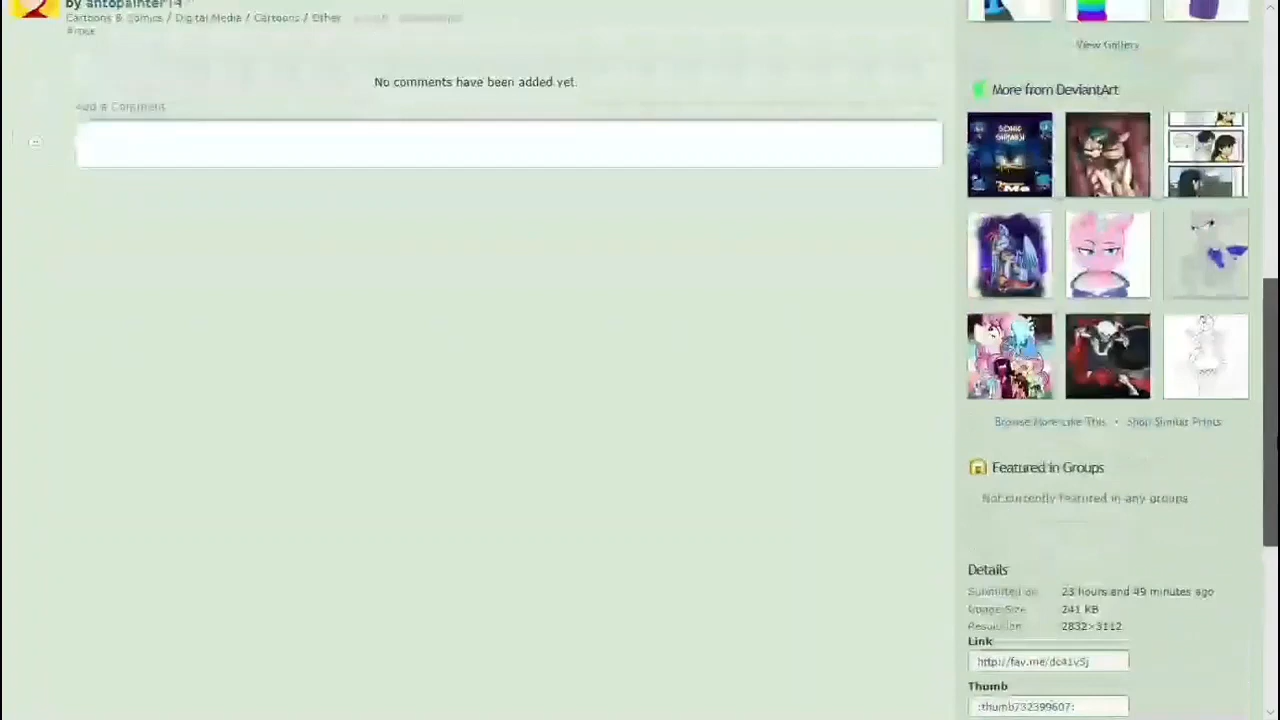 by antopainter14
Cartoons & Comics / Digital Media / Cartoons / Other
No comments have been added yet.
Add a Comment
View Gallery
More from DeviantArt
SONIC
Me
Browse More Like This • Shop Similar Prints
Featured in Groups
Not currently featured in any groups
Details
Submitted on 23 hours and 49 minutes ago
Image Size 241 KB
Resolution 2832×3112
Link
http://fav.me/dc41v5j
Thumb
:thumb732399607: